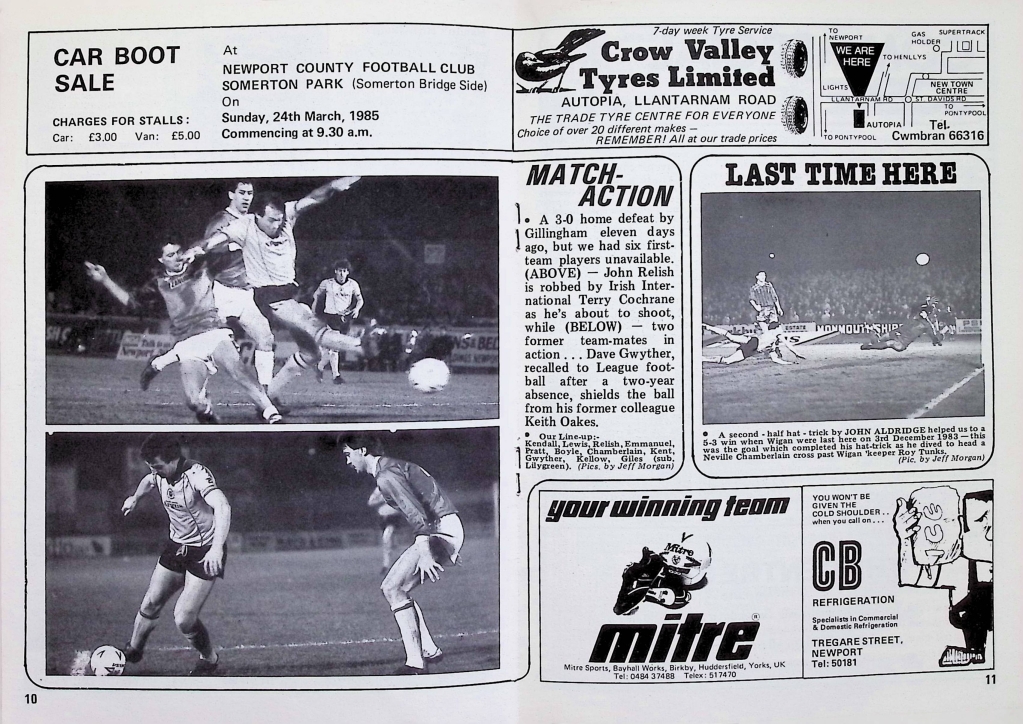 CAR BOOT
SALE
CHARGES FOR STALLS:
Car: £3.00 Van: £5.00
At
NEWPORT COUNTY FOOTBALL CLUB
SOMERTON PARK (Somerton Bridge Side)
On
Sunday, 24th March, 1985
Commencing at 9.30 a.m.
7-day week Tyre Service
Crow Valley
Tyres Limited
AUTOPIA, LLANTARNAM ROAD
THE TRADE TYRE CENTRE FOR EVERYONE
Choice of over 20 different makes —
REMEMBER! All at our trade prices
TO
NEWPORT
GAS
HOLDER
SUPERTRACK
WE ARE
HERE
TO HENLLYS
LIGHTS
NEW TOWN
CENTRE
LLANTARNAM RD
ST. DAVIDS RD
TO
PONTYPOOL
AUTOPIA
TO PONTYPOOL
Tel.
Cwmbran 66316
MATCH-
ACTION
• A 3-0 home defeat by
Gillingham eleven days
ago, but we had six first-
team players unavailable.
(ABOVE) — John Relish
is robbed by Irish Inter-
national Terry Cochrane
as he's about to shoot,
while (BELOW) — two
former team-mates in
action . . . Dave Gwyther,
recalled to League foot-
ball after a two-year
absence, shields the ball
from his former colleague
Keith Oakes.
• Our Line-up:-
Kendall, Lewis, Relish, Emmanuel,
Pratt, Boyle, Chamberlain, Kent,
Gwyther, Kellow, Giles (sub.
Lilygreen). (Pics. by Jeff Morgan)
LAST TIME HERE
ESTATE
MONMOUTHSHIRE
• A second - half hat - trick by JOHN ALDRIDGE helped us to a
5-3 win when Wigan were last here on 3rd December 1983 — this
was the goal which completed his hat-trick as he dived to head a
Neville Chamberlain cross past Wigan 'keeper Roy Tunks.
(Pic. by Jeff Morgan)
your winning team
Mitre
mitre®
Mitre Sports, Bayhall Works, Birkby, Huddersfield, Yorks, UK
Tel: 0484 37488 Telex: 517470
YOU WON'T BE
GIVEN THE
COLD SHOULDER . .
when you call on . . .
CB
REFRIGERATION
Specialists in Commercial
& Domestic Refrigeration
TREGARE STREET,
NEWPORT
Tel: 50181
ICE
10
11